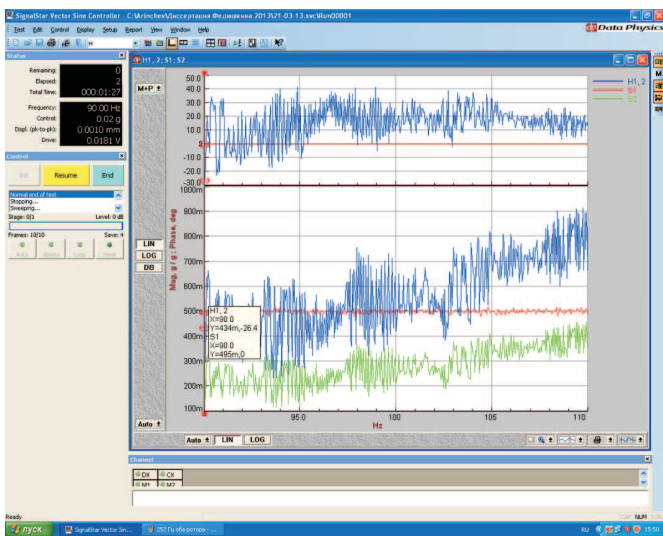 SignalStar Vector Sine Controller - C:\Arinchev\Диссертация Федишкина 2013\21-03-13.svc\Run00001
Test Edit Control Display Setup Report View Window Help
Data Physics
H
Status
Remaining: 0
Elapsed: 2
Total Time: 000:01:27
Frequency: 90.00 Hz
Control: 0.02 g
Displ. (pk-to-pk): 0.0010 mm
Drive: 0.0181 V
Control
Init Resume End
Normal end of test
Stopping...
Sweeping...
Stage: 0/1 Level: 0 dB
Frames: 10/10 Save: 4
H1, 2; S1; S2
M+P
50.0
40.0
30.0
20.0
10.0
0
-10.0
-20.0
-30.0
H1, 2
S1
S2
LIN
LOG
DB
Mag, g / g ; Phase, deg
1000m
900m
800m
700m
600m
500m
400m
300m
200m
100m
H1, 2
X=90.0
Y=434m,-26.4
S1
X=90.0
Y=495m,0
95.0 100 105 110
Hz
Auto
Auto LIN LOG
Channel
DX CX
M1 M2
Ready NUM
пуск SignalStar Vector Sin... 252 Гц оба ротора - ... RU 15:50